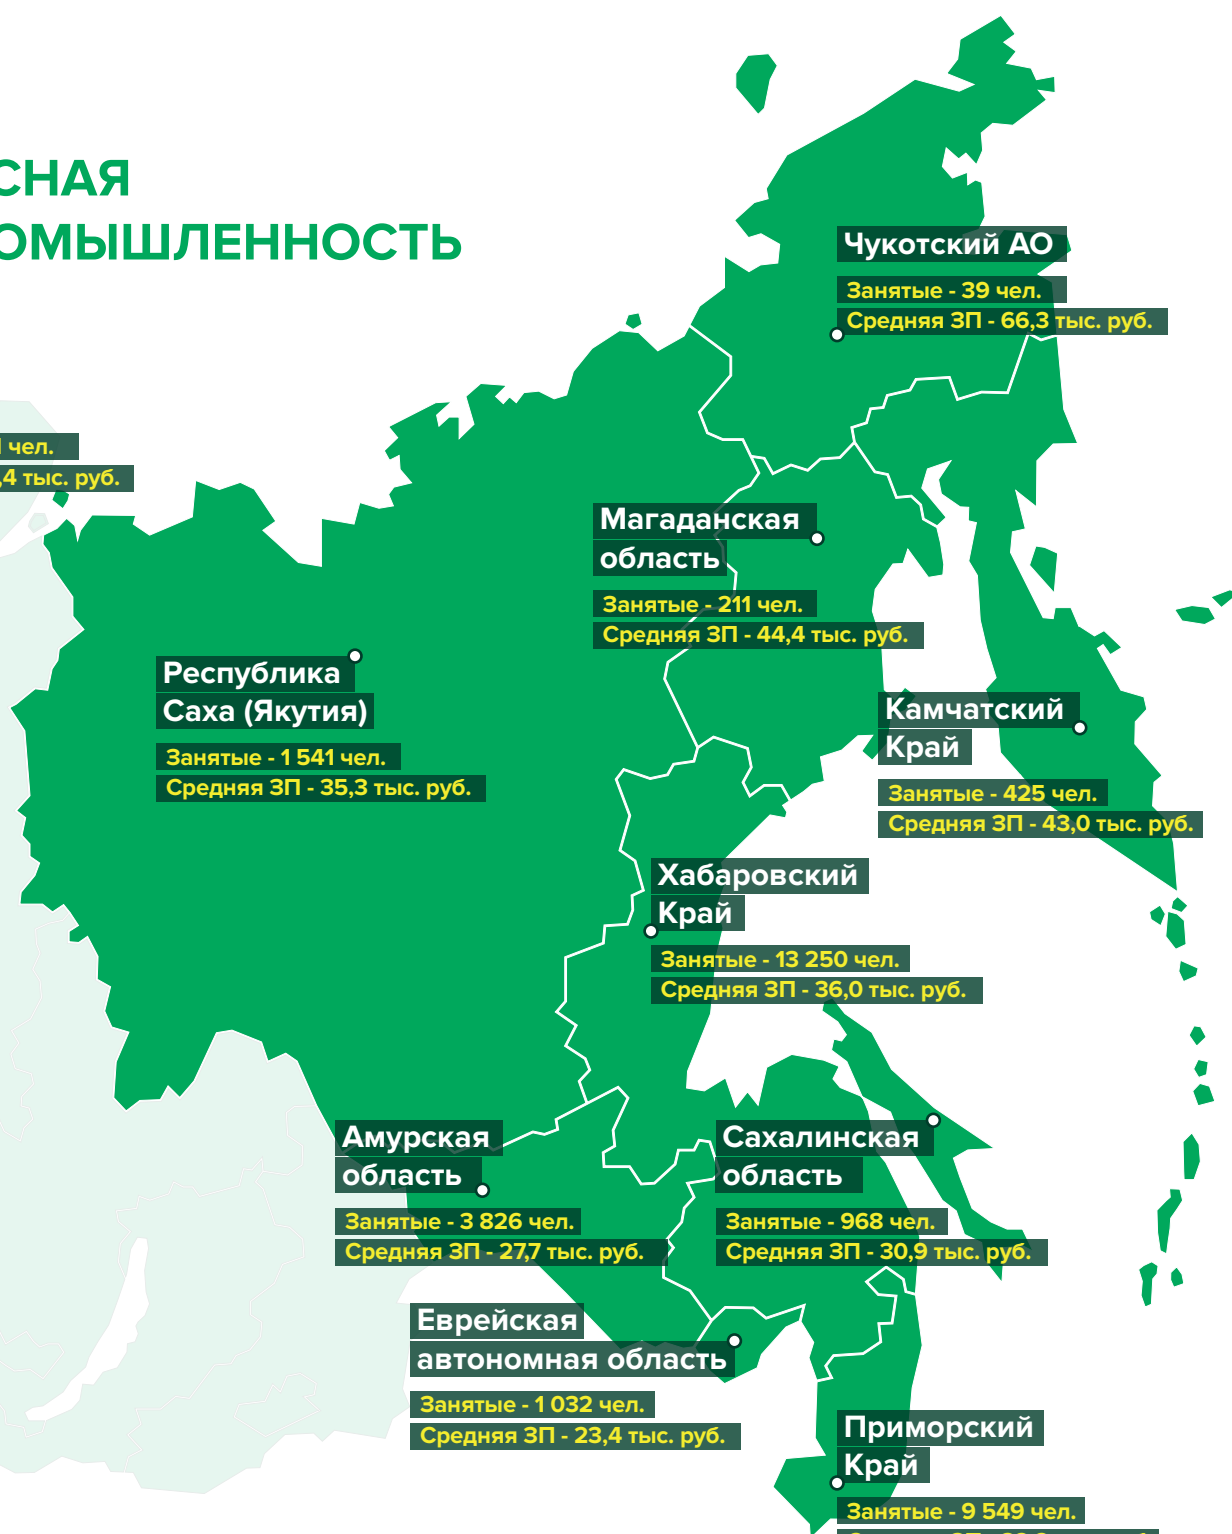 СНАЯ
ОМЫШЛЕННОСТЬ
Чукотский АО
Занятые - 39 чел.
Средняя ЗП - 66,3 тыс. руб.
чел.
,4 тыс. руб.
Магаданская
область
Занятые - 211 чел.
Средняя ЗП - 44,4 тыс. руб.
Республика
Саха (Якутия)
Занятые - 1 541 чел.
Средняя ЗП - 35,3 тыс. руб.
Камчатский
Край
Занятые - 425 чел.
Средняя ЗП - 43,0 тыс. руб.
Хабаровский
Край
Занятые - 13 250 чел.
Средняя ЗП - 36,0 тыс. руб.
Амурская
область
Занятые - 3 826 чел.
Средняя ЗП - 27,7 тыс. руб.
Сахалинская
область
Занятые - 968 чел.
Средняя ЗП - 30,9 тыс. руб.
Еврейская
автономная область
Занятые - 1 032 чел.
Средняя ЗП - 23,4 тыс. руб.
Приморский
Край
Занятые - 9 549 чел.